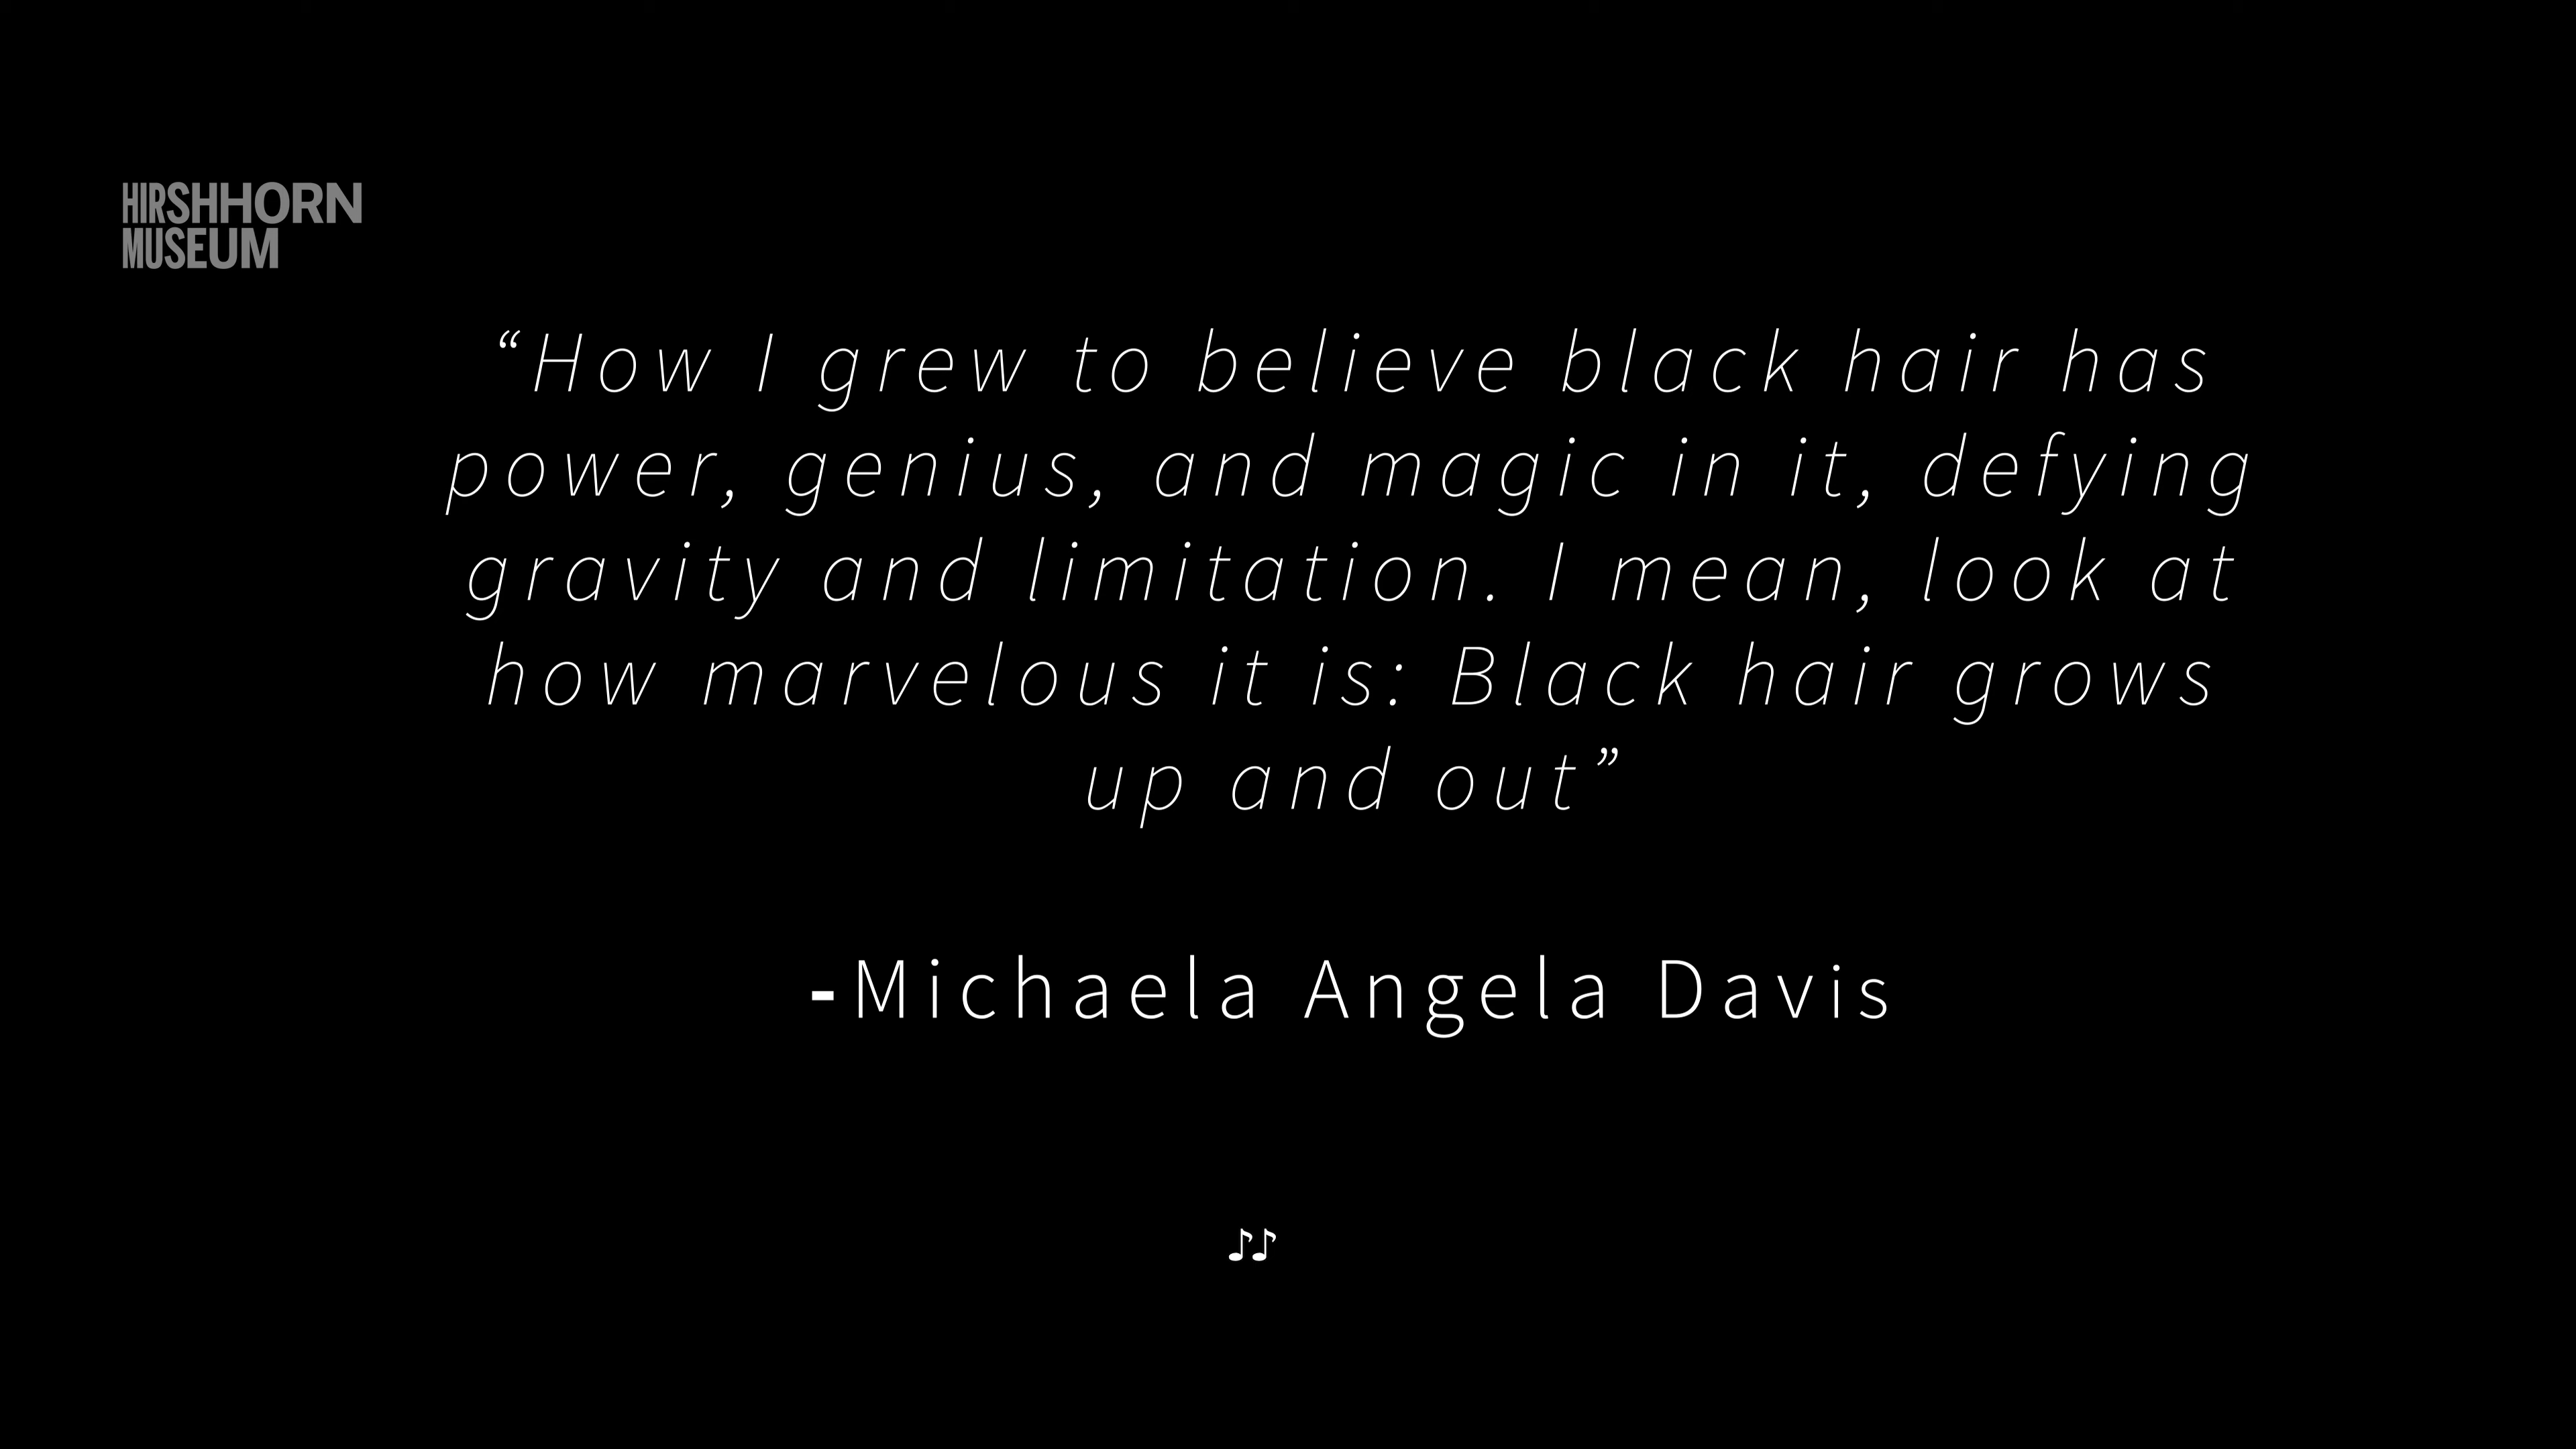 HIRSHHORN
MUSEUM
“How I grew to believe black hair has
power, genius, and magic in it, defying
gravity and limitation. I mean, look at
how marvelous it is: Black hair grows
up and out”
-Michaela Angela Davis
♪♪